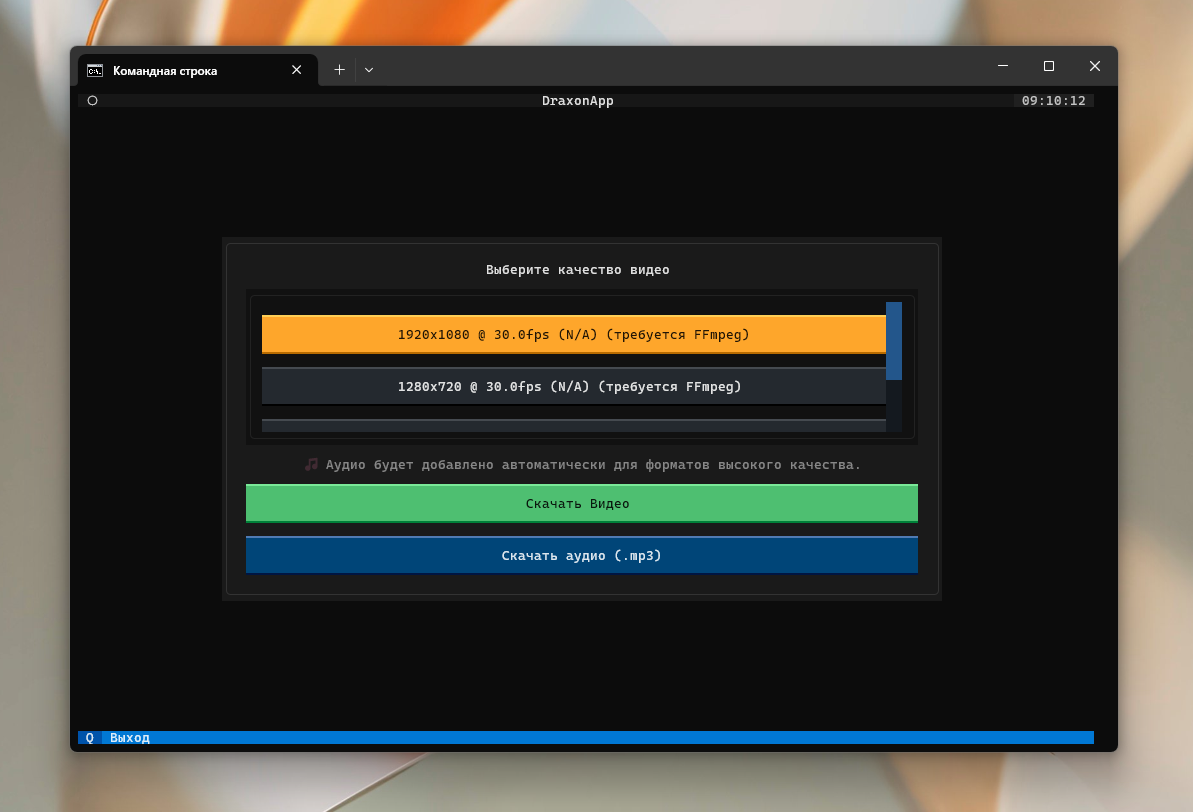 Командная строка
DraxonApp
09:10:12
Выберите качество видео
1920x1080 @ 30.0fps (N/A) (требуется FFmpeg)
1280x720 @ 30.0fps (N/A) (требуется FFmpeg)
🎵 Аудио будет добавлено автоматически для форматов высокого качества.
Скачать Видео
Скачать аудио (.mp3)
Q Выход